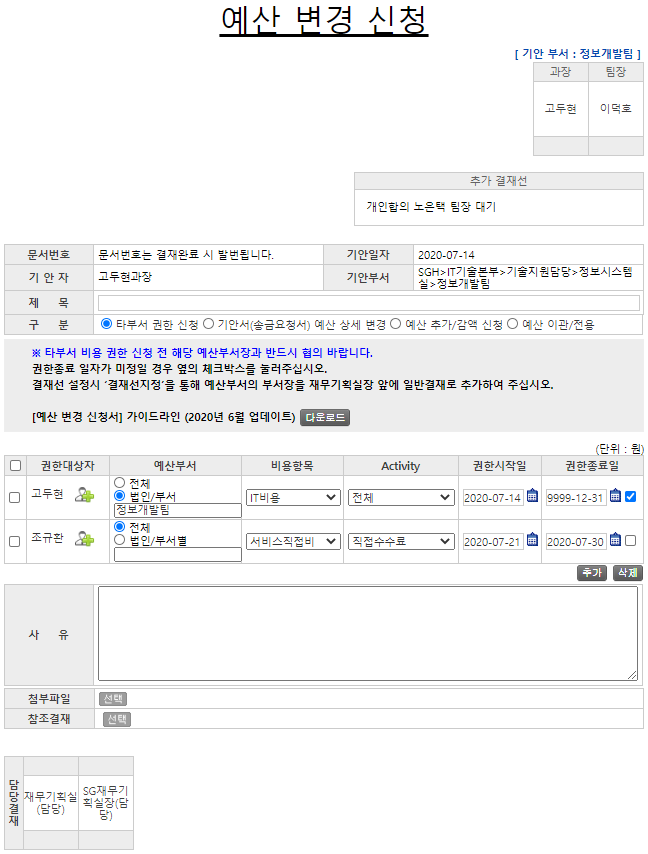 예산 변경 신청
[ 기안 부서 : 정보개발팀 ]
과장 팀장
고두현 이덕호
추가 결재선
개인합의 노은택 팀장 대기
문서번호 문서번호는 결재완료 시 발번됩니다. 기안일자 2020-07-14
기 안 자 고두현과장 기안부서 SGH>IT기술본부>기술지원담당>정보시스템
실>정보개발팀
제 목
구 분 타부서 권한 신청 기안서(송금요청서) 예산 상세 변경 예산 추가/감액 신청 예산 이관/전용
※ 타부서 비용 권한 신청 전 해당 예산부서장과 반드시 협의 바랍니다.
권한종료 일자가 미정일 경우 옆의 체크박스를 눌러주십시오.
결재선 설정시 '결재선지정'을 통해 예산부서의 부서장을 재무기획실장 앞에 일반결재로 추가하여 주십시오.
[예산 변경 신청서] 가이드라인 (2020년 6월 업데이트) 다운로드
(단위 : 원)
권한대상자 예산부서 비용항목 Activity 권한시작일 권한종료일
고두현 전체
법인/부서 IT비용 전체 2020-07-14 9999-12-31
정보개발팀
조규환 전체
법인/부서별 서비스직접비 직접수수료 2020-07-21 2020-07-30
추가 삭제
사 유
첨부파일 선택
참조결재 선택
담당결재
재무기획실
(담당)
SG재무기
획실장(담
당)